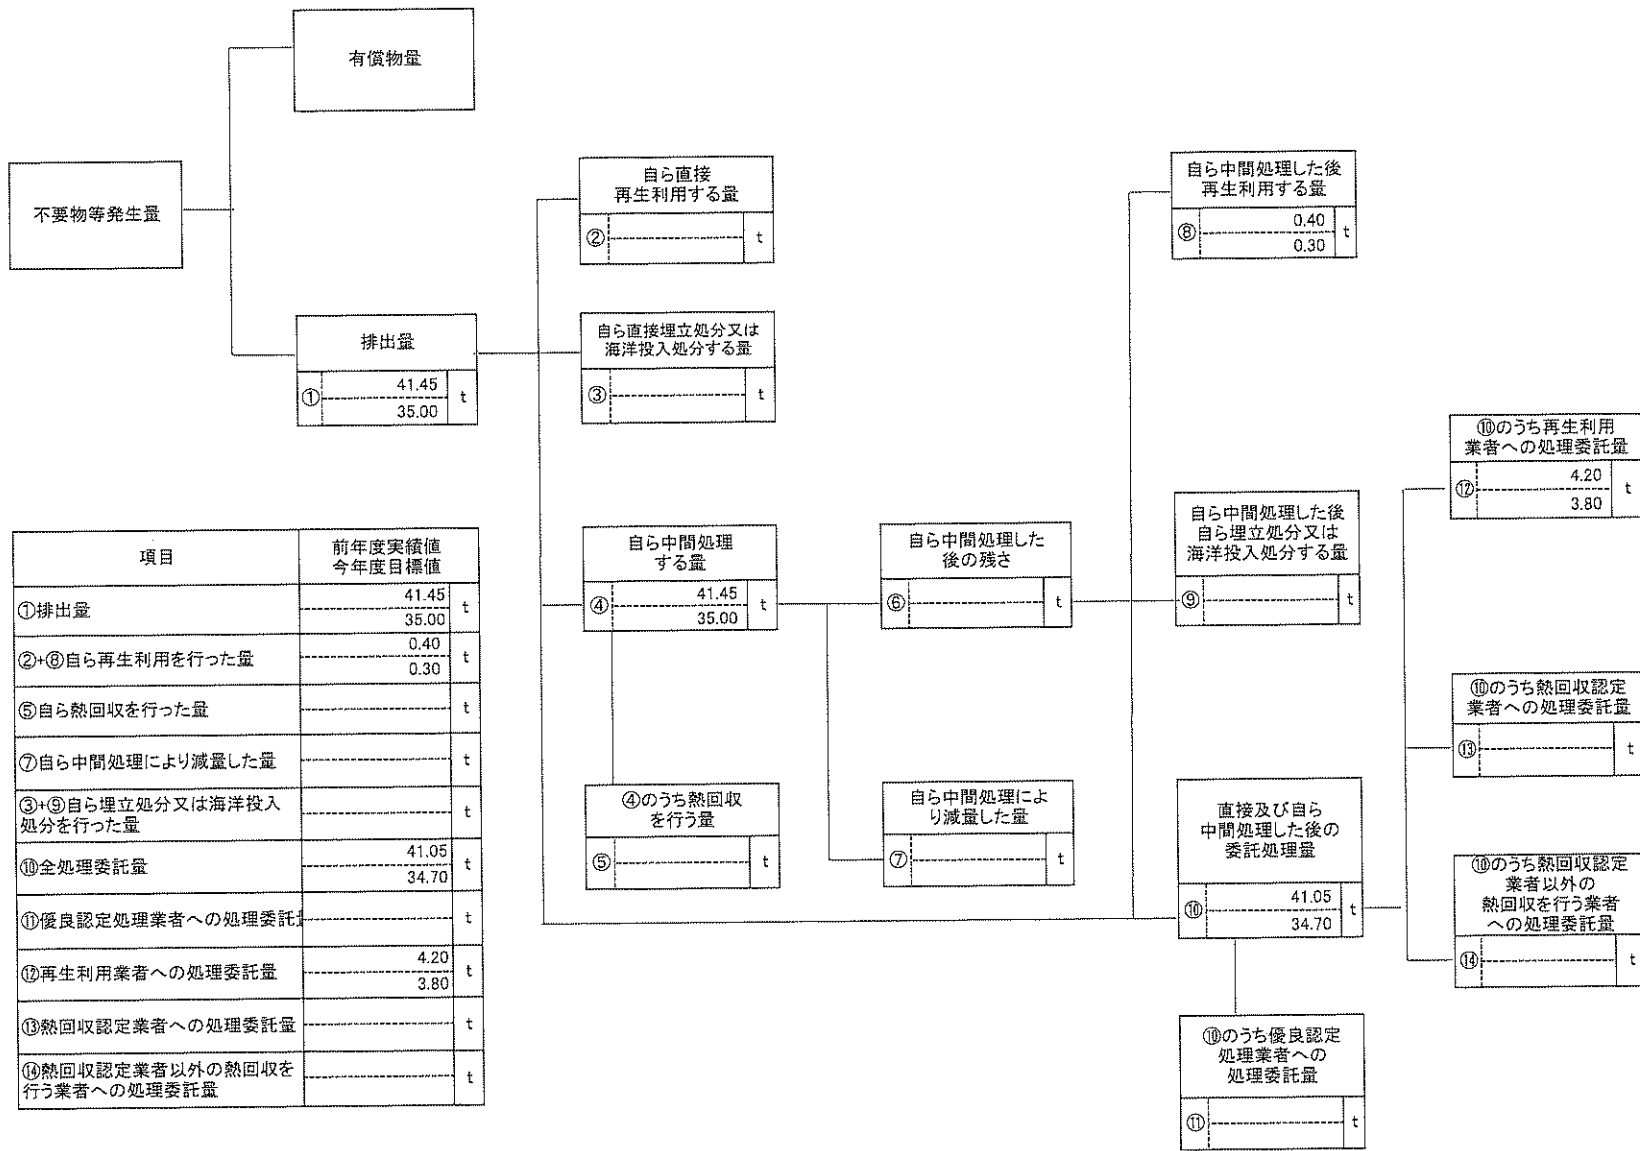 有償物量
不要物等発生量
排出量
① 41.45 t
35.00
自ら直接
再生利用する量
② t
自ら直接埋立処分又は
海洋投入処分する量
③ t
自ら中間処理
する量
④ 41.45 t
35.00
④のうち熱回収
を行う量
⑤ t
自ら中間処理した
後の残さ
⑥ t
自ら中間処理によ
り減量した量
⑦ t
自ら中間処理した後
再生利用する量
⑧ 0.40 t
0.30
自ら中間処理した後
自ら埋立処分又は
海洋投入処分する量
⑨ t
直接及び自ら
中間処理した後の
委託処理量
⑩ 41.05 t
34.70
⑩のうち優良認定
処理業者への
処理委託量
⑪ t
⑩のうち再生利用
業者への処理委託量
⑫ 4.20 t
3.80
⑩のうち熱回収認定
業者への処理委託量
⑬ t
⑩のうち熱回収認定
業者以外の
熱回収を行う業者
への処理委託量
⑭ t
項目 前年度実績値
今年度目標値
①排出量 41.45 t
35.00
②+⑧自ら再生利用を行った量 0.40 t
0.30
⑤自ら熱回収を行った量 t
⑦自ら中間処理により減量した量 t
③+⑨自ら埋立処分又は海洋投入
処分を行った量 t
⑩全処理委託量 41.05 t
34.70
⑪優良認定処理業者への処理委託 t
⑫再生利用業者への処理委託量 4.20 t
3.80
⑬熱回収認定業者への処理委託量 t
⑭熱回収認定業者以外の熱回収を
行う業者への処理委託量 t